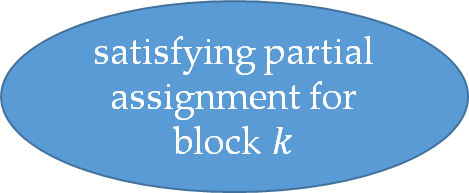 satisfying partial
assignment for
block k